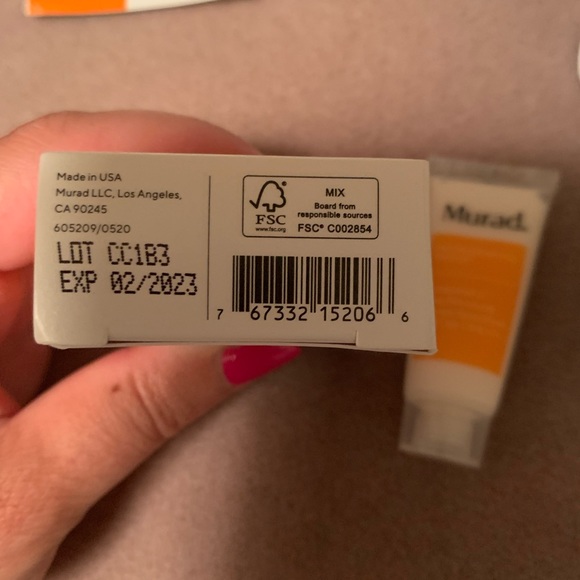 Made in USA
Murad LLC, Los Angeles,
CA 90245
605209/0520
LOT CC1B3
EXP 02/2023
FSC
www.fsc.org
MIX
Board from
responsible sources
FSC® C002854
7 67332 15206 6
Murad.